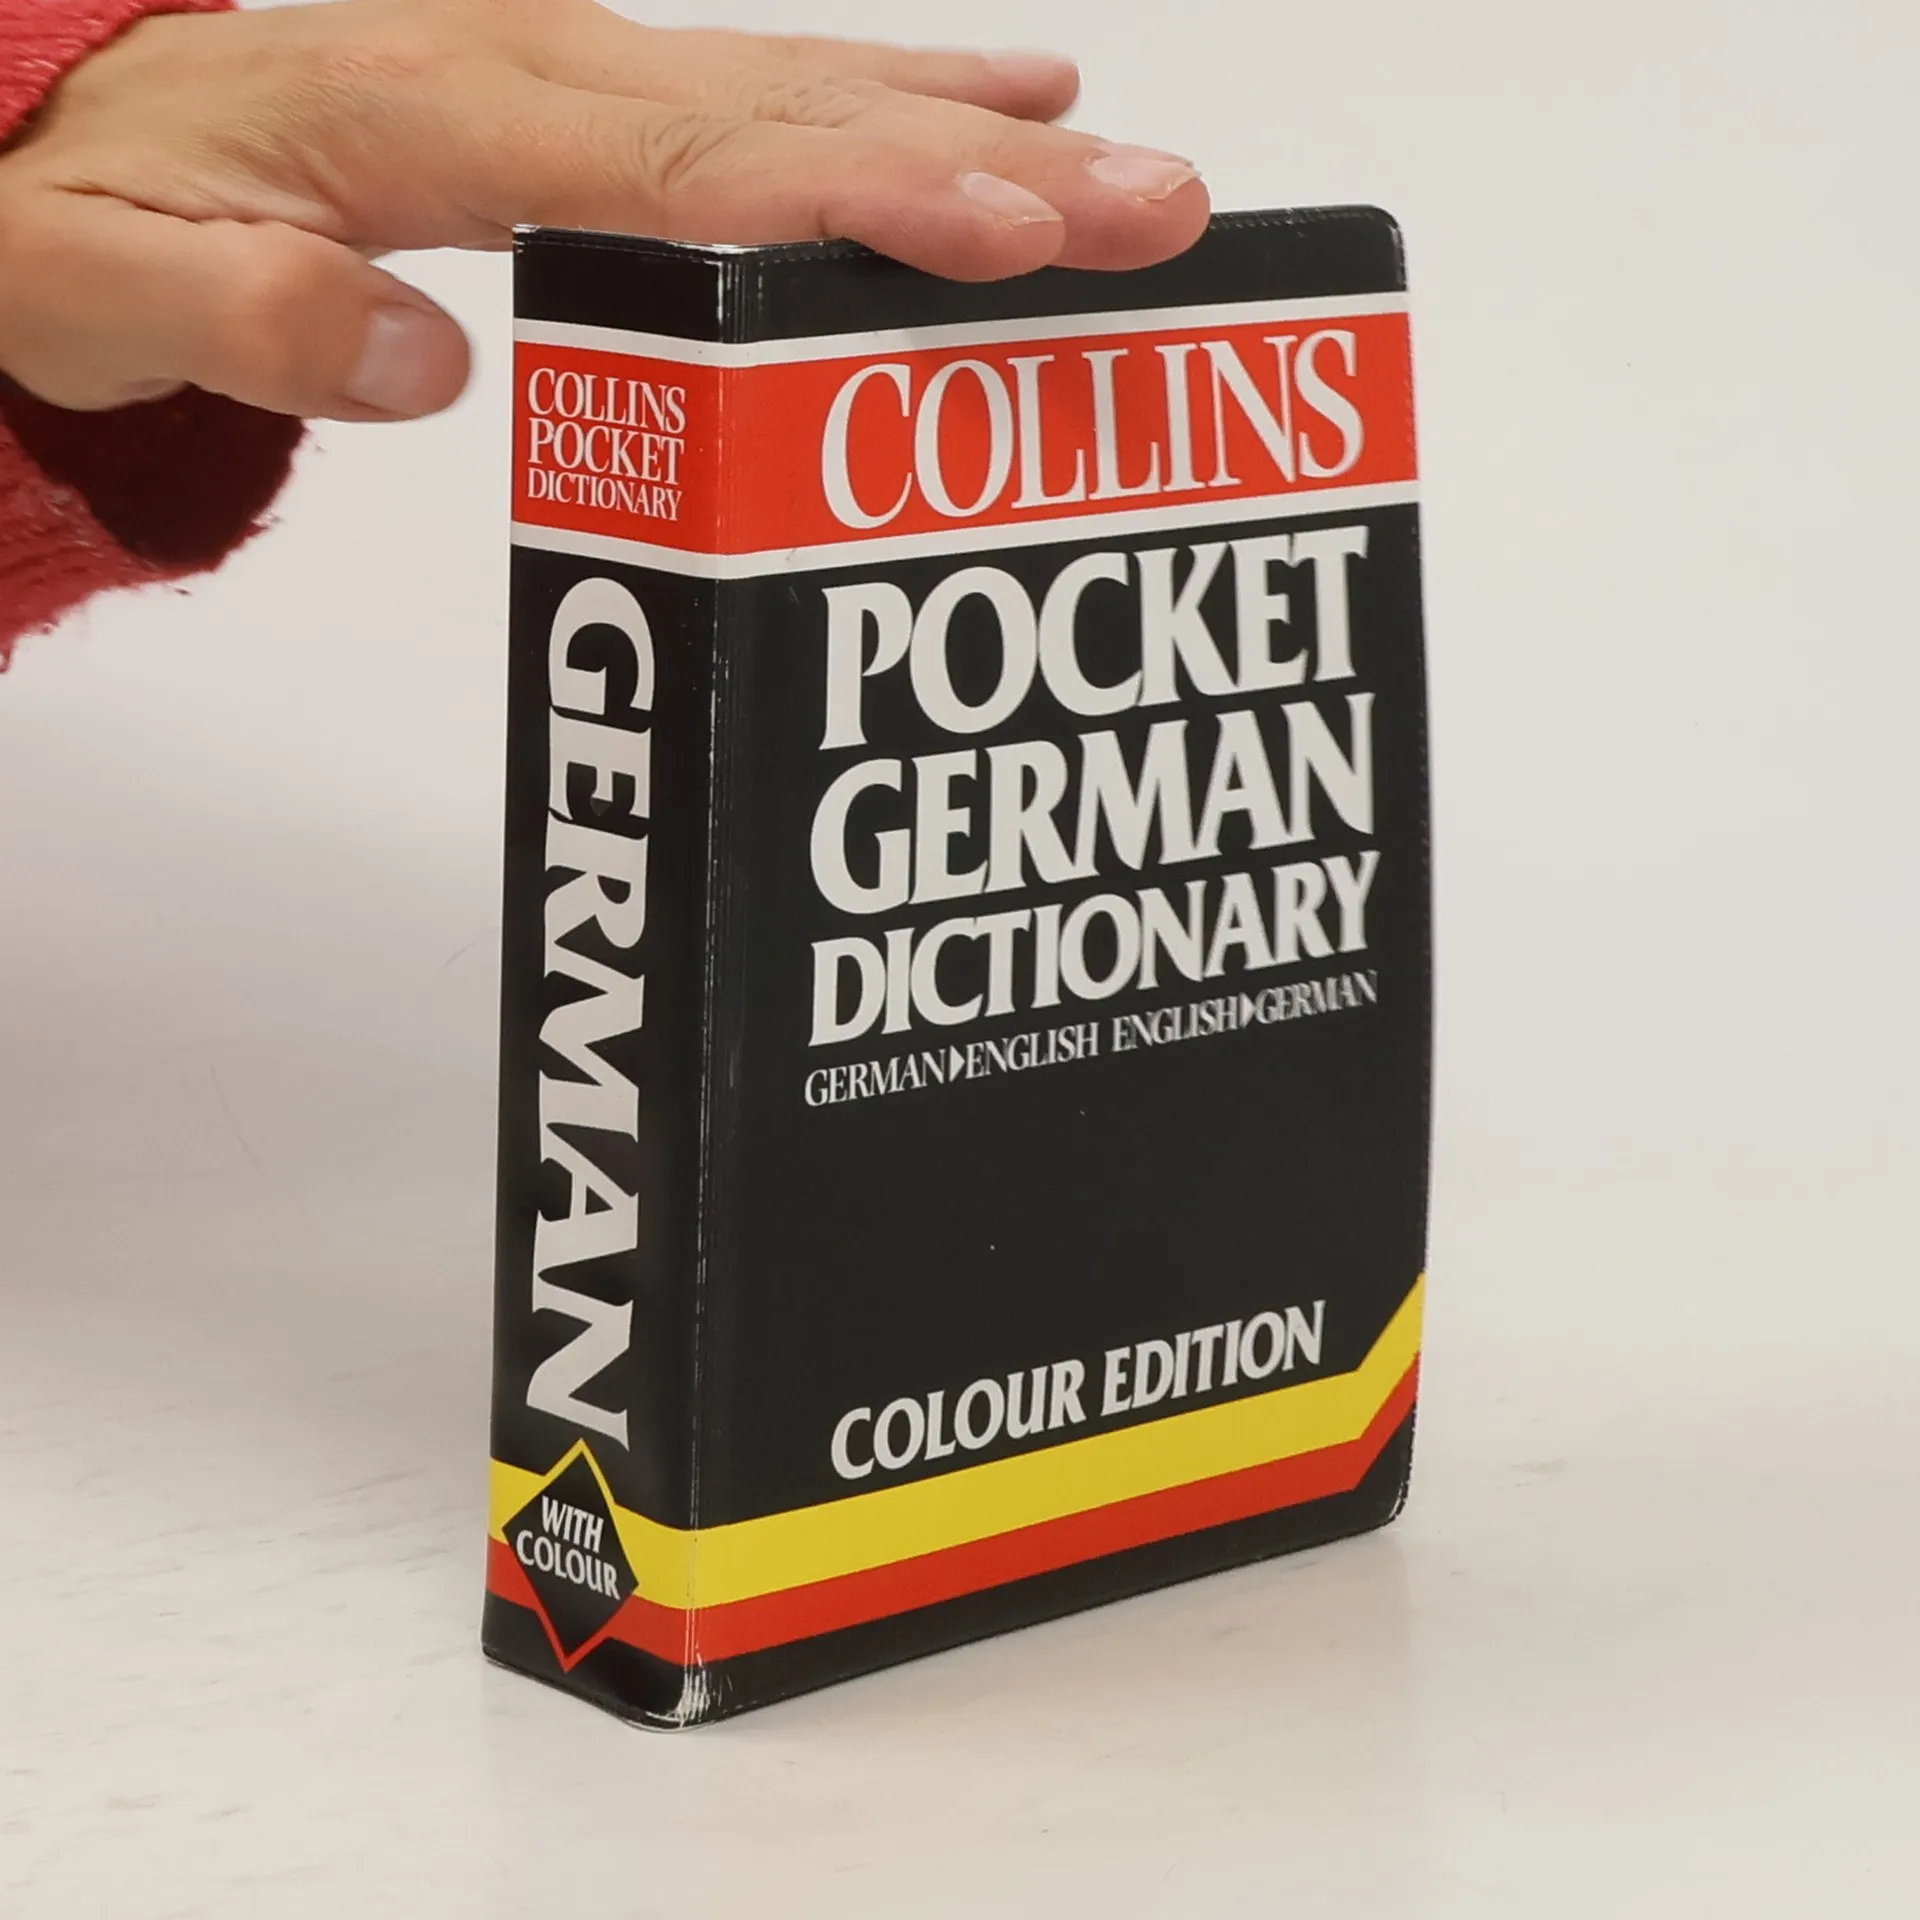 COLLINS
POCKET
DICTIONARY
GERMAN
WITH
COLOUR
COLLINS
POCKET
GERMAN
DICTIONARY
GERMAN▶ENGLISH ENGLISH▶GERMAN
COLOUR EDITION